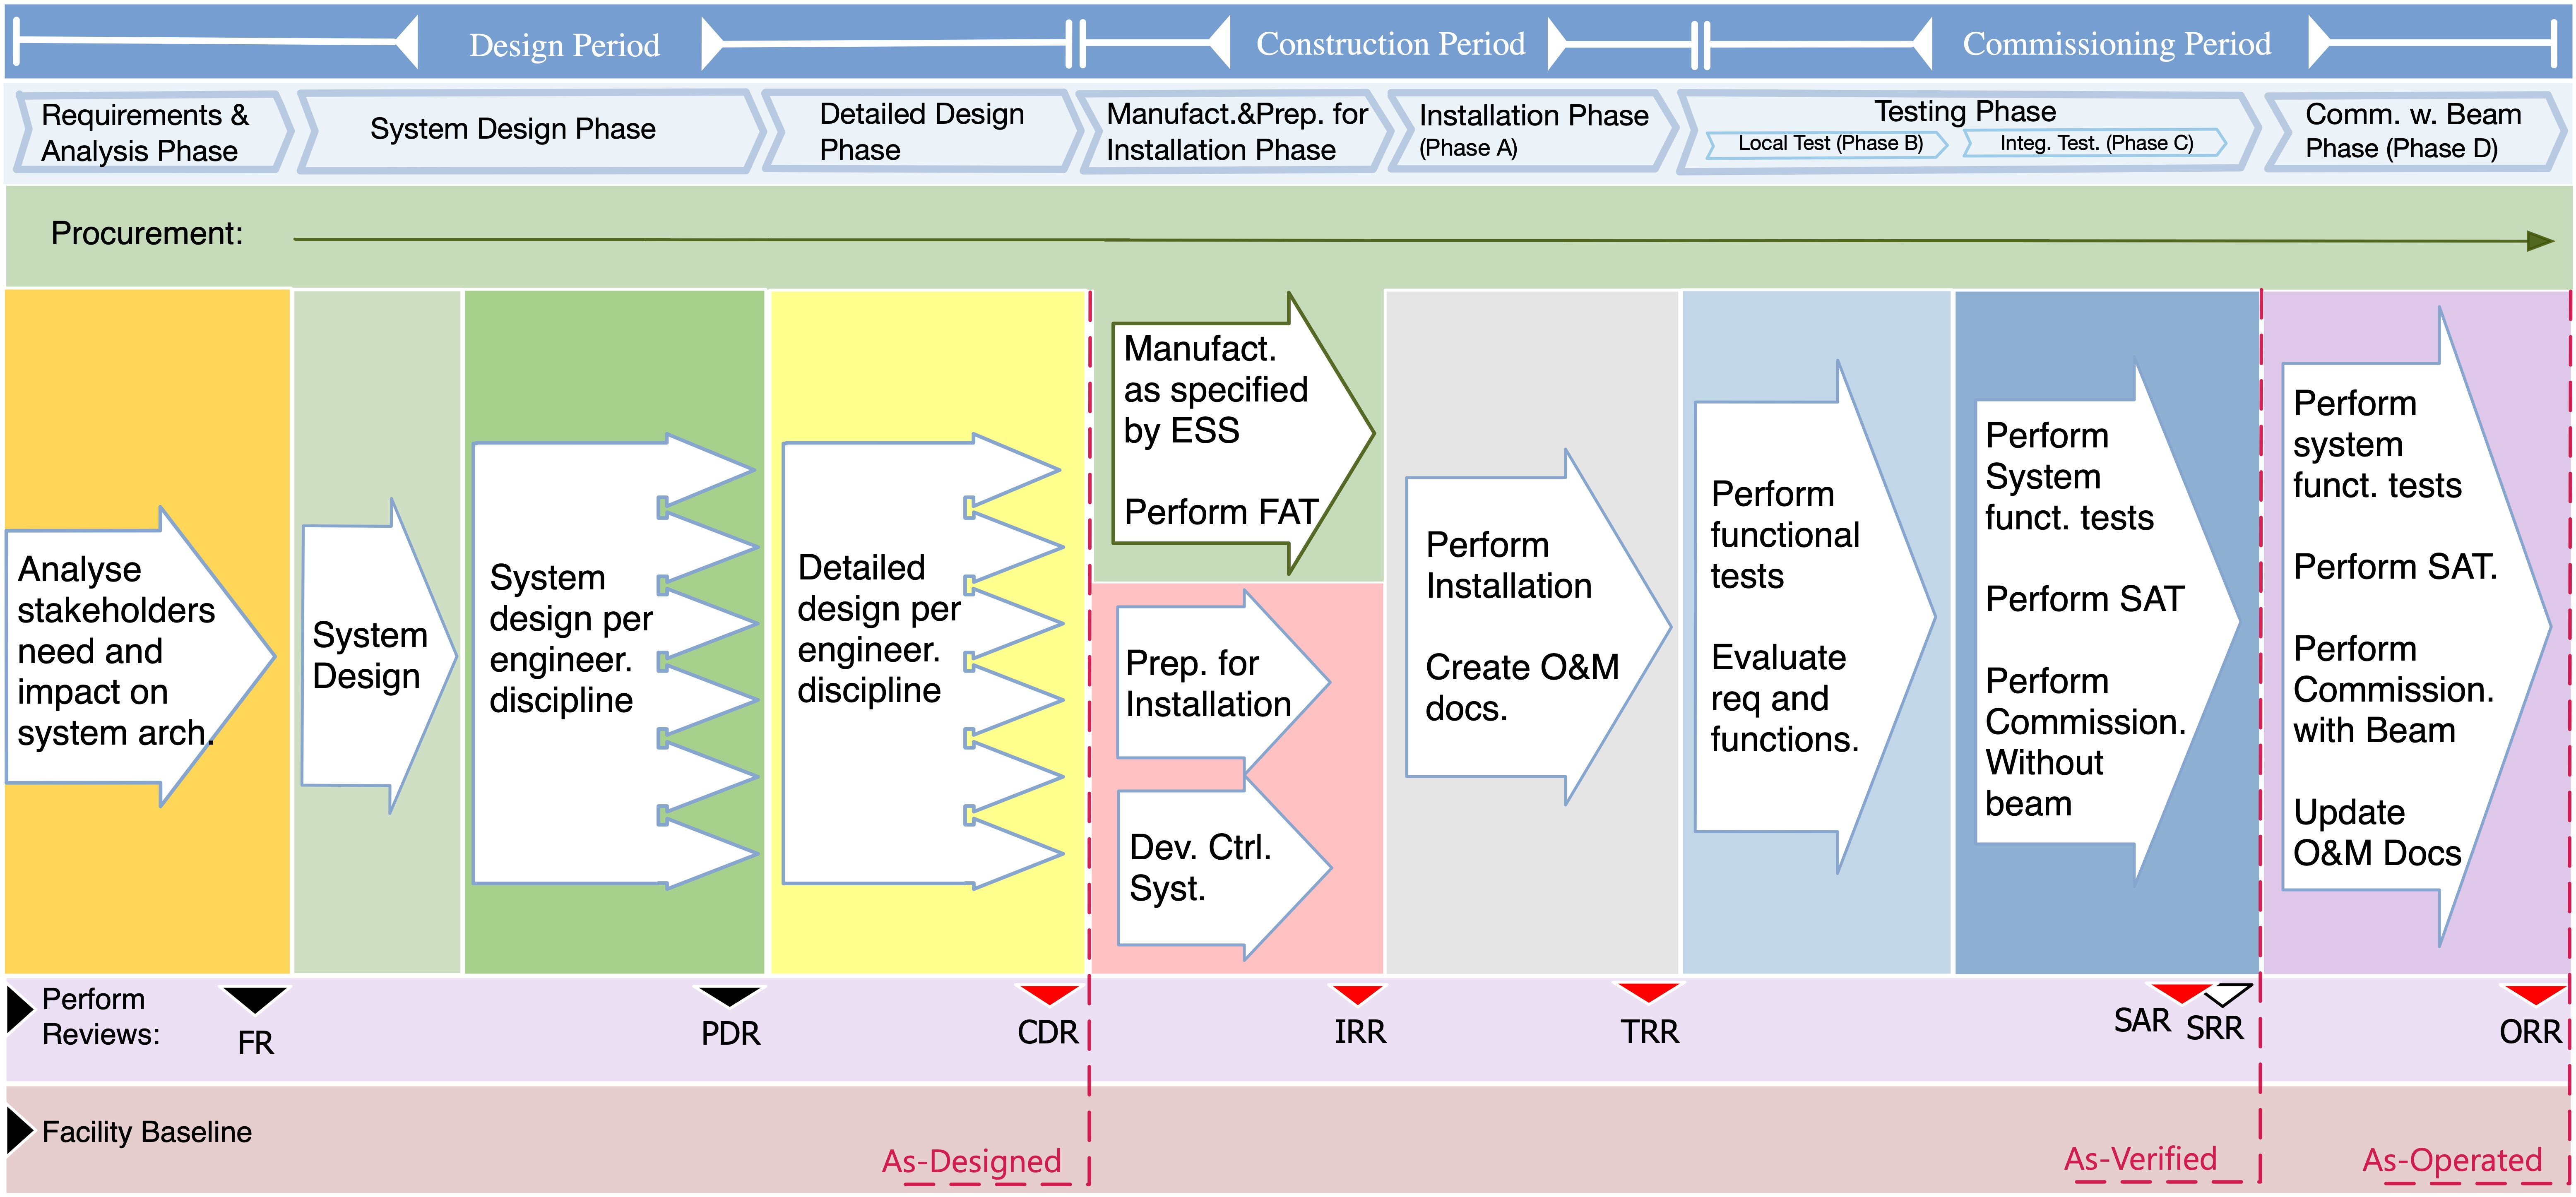 Design Period
Construction Period
Commissioning Period
Requirements &
Analysis Phase
System Design Phase
Detailed Design
Phase
Manufact.&Prep. for
Installation Phase
Installation Phase
(Phase A)
Testing Phase
Local Test (Phase B)
Integ. Test. (Phase C)
Comm. w. Beam
Phase (Phase D)
Procurement:
Analyse
stakeholders
need and
impact on
system arch.
System
Design
System
design per
engineer.
discipline
Detailed
design per
engineer.
discipline
Manufact.
as specified
by ESS
Perform FAT
Prep. for
Installation
Dev. Ctrl.
Syst.
Perform
Installation
Create O&M
docs.
Perform
functional
tests
Evaluate
req and
functions.
Perform
System
funct. tests
Perform SAT
Perform
Commission.
Without
beam
Perform
system
funct. tests
Perform SAT.
Perform
Commission.
with Beam
Update
O&M Docs
Perform
Reviews:
FR
PDR
CDR
IRR
TRR
SAR
SRR
ORR
Facility Baseline
As-Designed
As-Verified
As-Operated